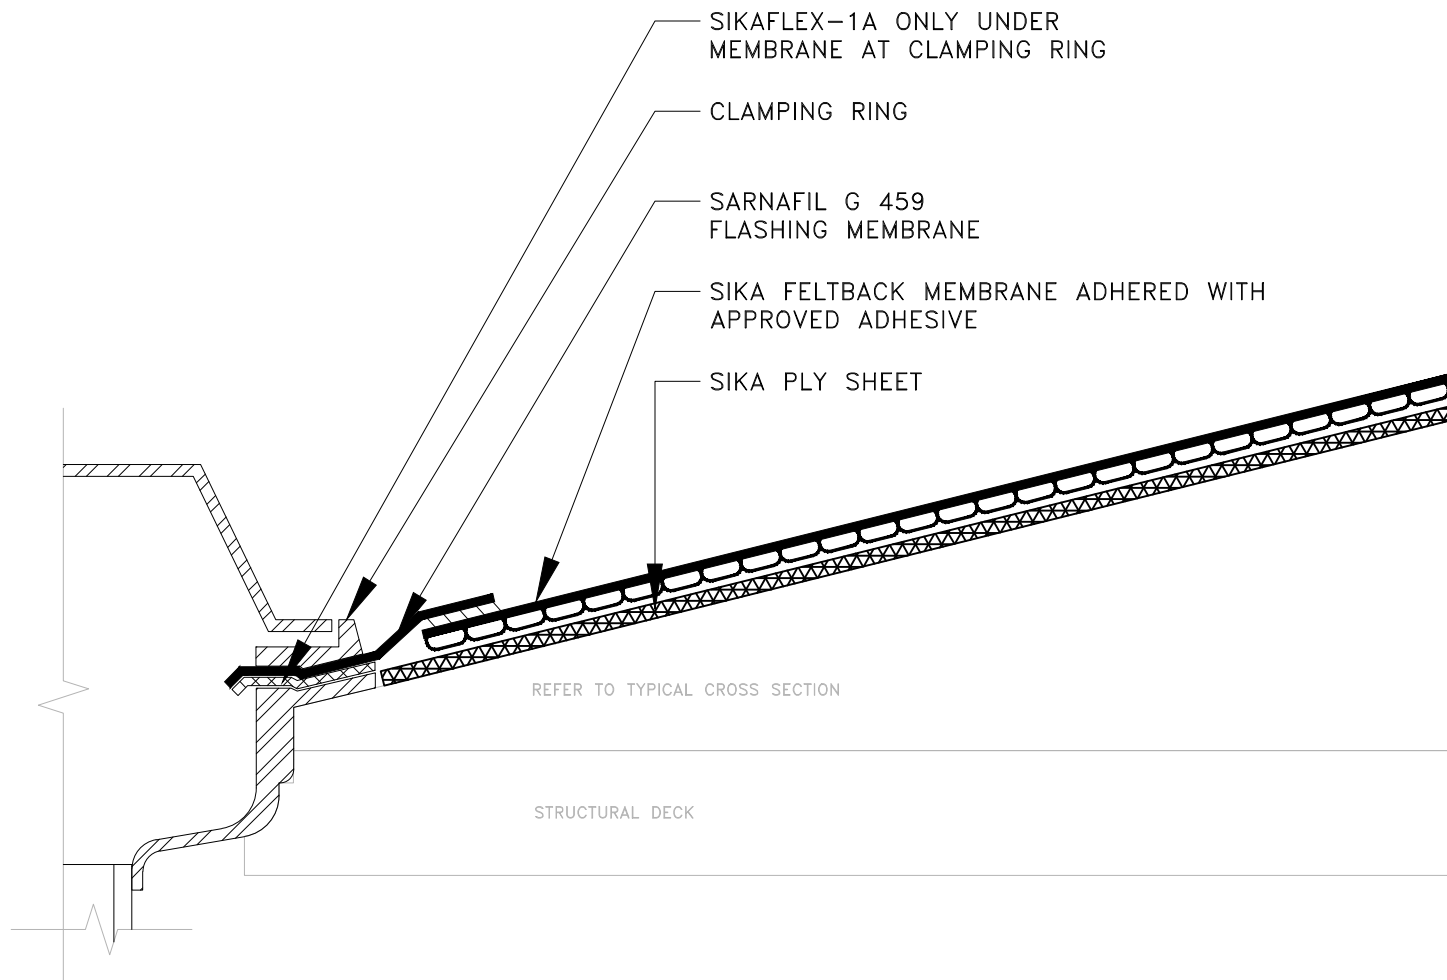 SIKAFLEX-1A ONLY UNDER
MEMBRANE AT CLAMPING RING
CLAMPING RING
SARNAFIL G 459
FLASHING MEMBRANE
SIKA FELTBACK MEMBRANE ADHERED WITH
APPROVED ADHESIVE
SIKA PLY SHEET
REFER TO TYPICAL CROSS SECTION
STRUCTURAL DECK